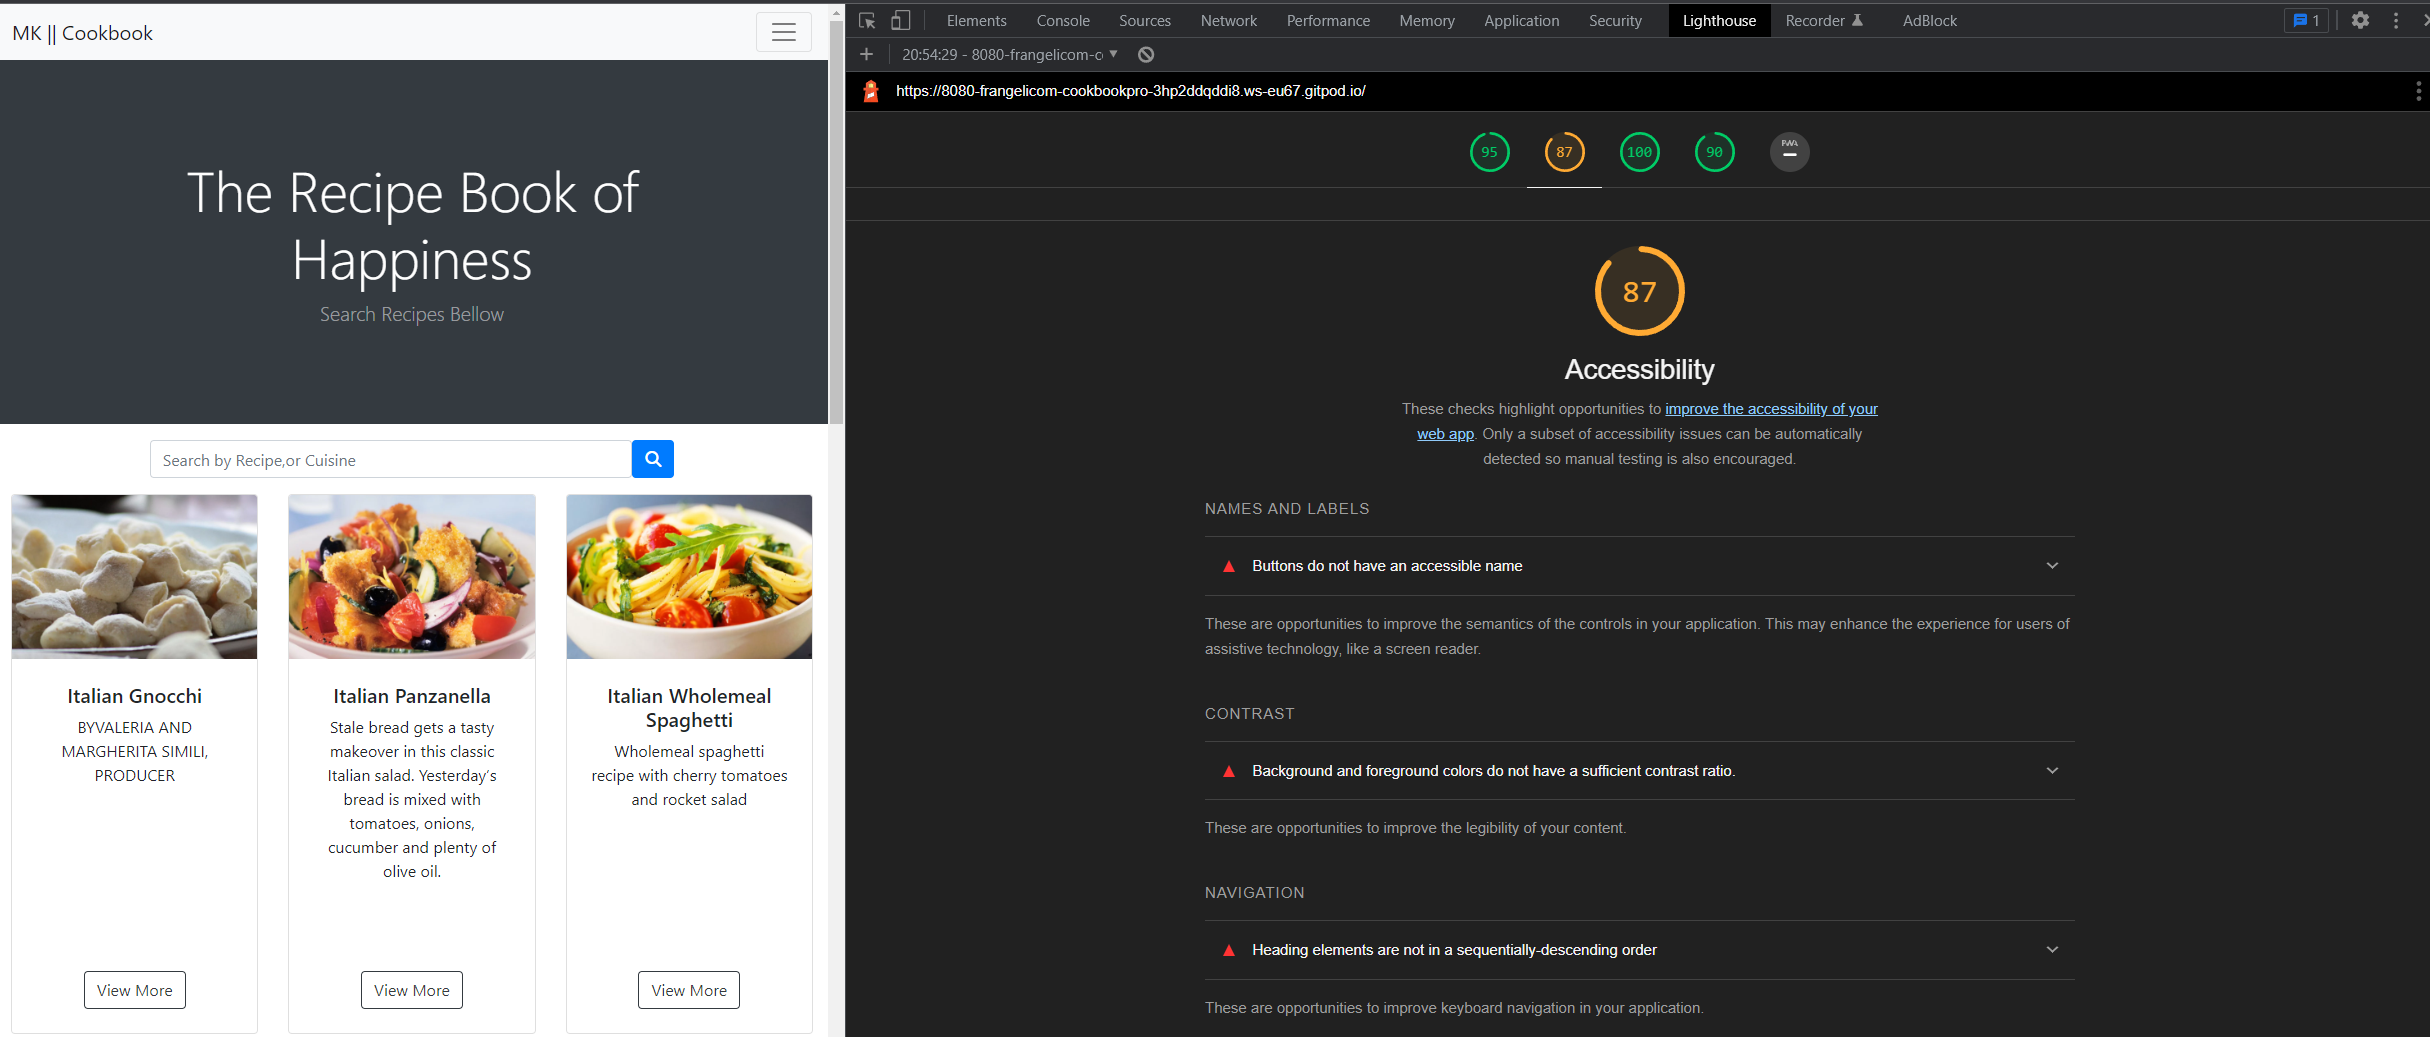 MK || Cookbook
The Recipe Book of
Happiness
Search Recipes Bellow
Search by Recipe,or Cuisine
Italian Gnocchi
BYVALERIA AND
MARGHERITA SIMILI,
PRODUCER
View More
Italian Panzanella
Stale bread gets a tasty
makeover in this classic
Italian salad. Yesterday's
bread is mixed with
tomatoes, onions,
cucumber and plenty of
olive oil.
View More
Italian Wholemeal
Spaghetti
Wholemeal spaghetti
recipe with cherry tomatoes
and rocket salad
View More
Elements Console Sources Network Performance Memory Application Security Lighthouse Recorder AdBlock 1
20:54:29 - 8080-frangelicom-c
https://8080-frangelicom-cookbookpro-3hp2ddqddi8.ws-eu67.gitpod.io/
95 87 100 90 PWA
87
Accessibility
These checks highlight opportunities to improve the accessibility of your
web app. Only a subset of accessibility issues can be automatically
detected so manual testing is also encouraged.
NAMES AND LABELS
Buttons do not have an accessible name
These are opportunities to improve the semantics of the controls in your application. This may enhance the experience for users of
assistive technology, like a screen reader.
CONTRAST
Background and foreground colors do not have a sufficient contrast ratio.
These are opportunities to improve the legibility of your content.
NAVIGATION
Heading elements are not in a sequentially-descending order
These are opportunities to improve keyboard navigation in your application.